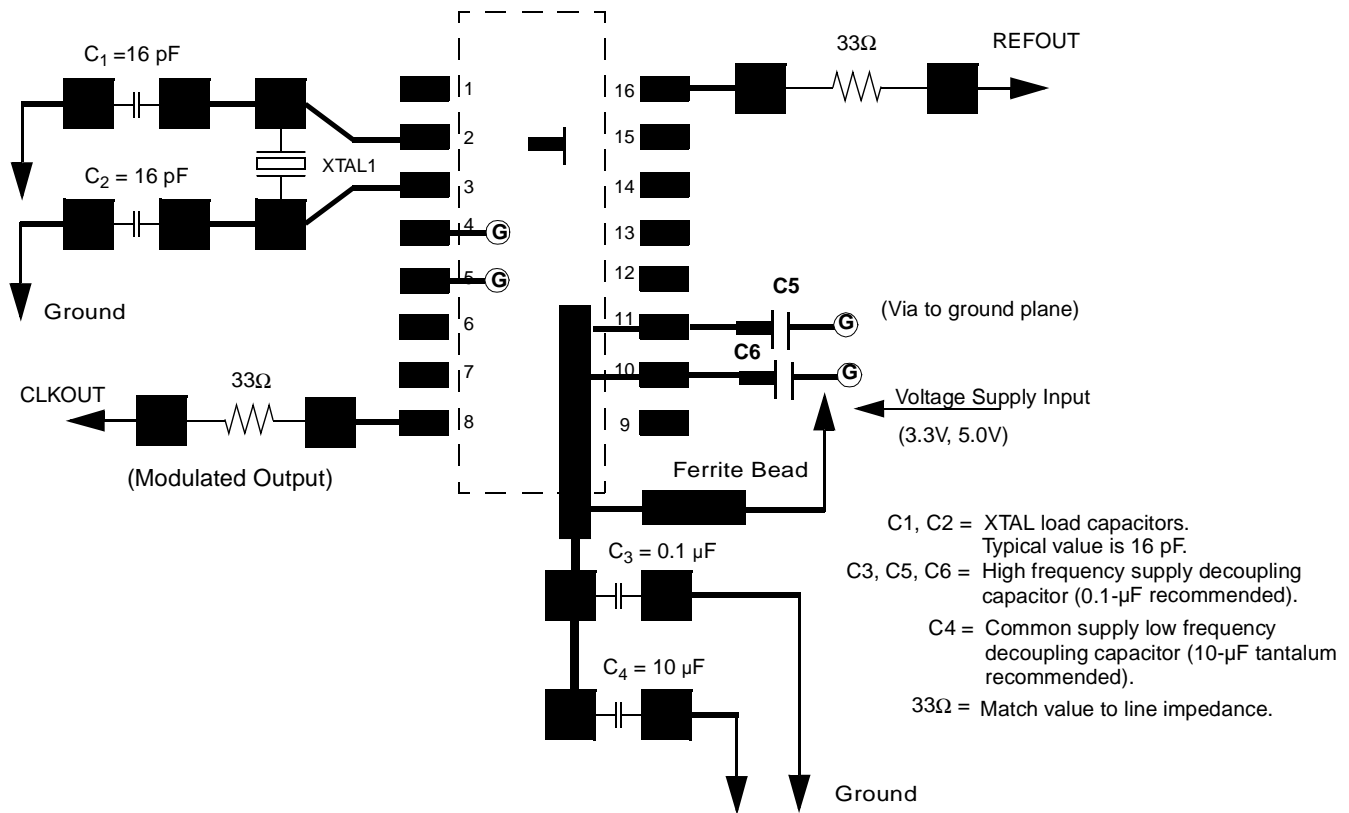 C1 =16 pF
XTAL1
C2 = 16 pF
Ground
CLKOUT
33Ω
(Modulated Output)
1
2
3
4
5
6
7
8
G
G
16
15
14
13
12
11
10
9
33Ω
REFOUT
C5
G
(Via to ground plane)
C6
G
Voltage Supply Input
(3.3V, 5.0V)
Ferrite Bead
C3 = 0.1 µF
C4 = 10 µF
Ground
C1, C2 = XTAL load capacitors.
Typical value is 16 pF.
C3, C5, C6 = High frequency supply decoupling
capacitor (0.1-µF recommended).
C4 = Common supply low frequency
decoupling capacitor (10-µF tantalum
recommended).
33Ω = Match value to line impedance.